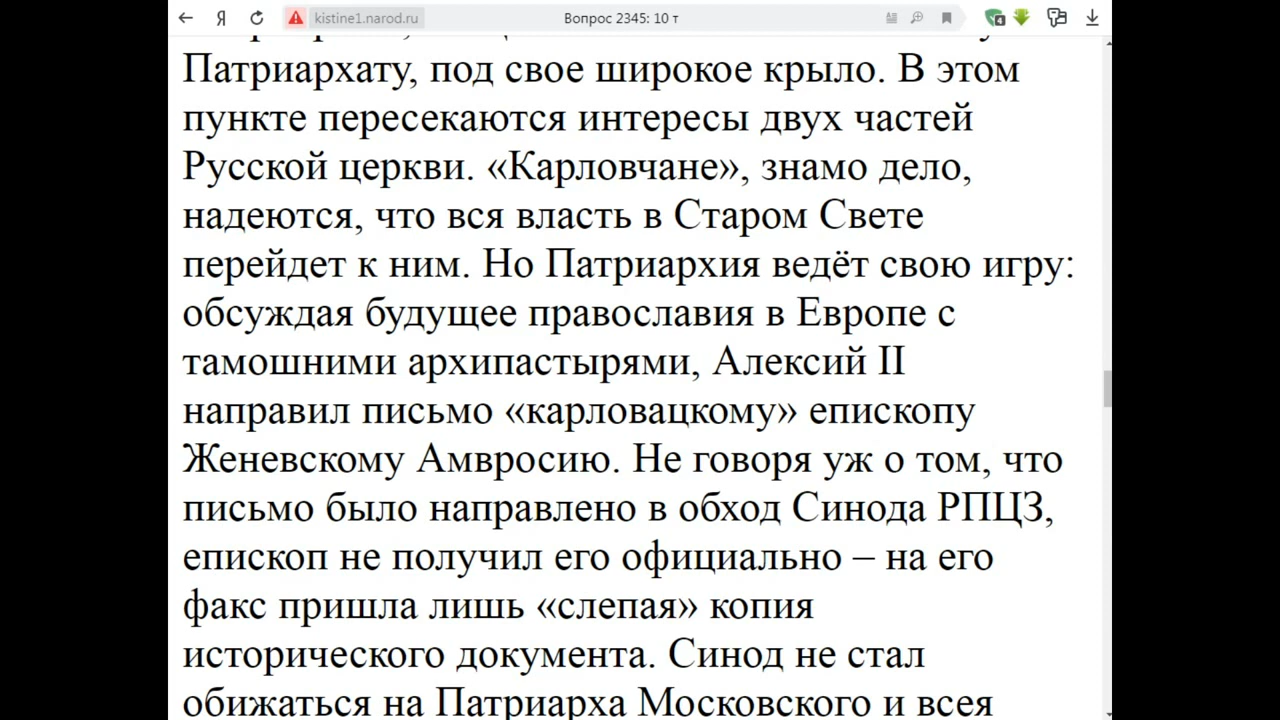 Я
kistine1.narod.ru
Вопрос 2345: 10 т
4
Патриархату, под свое широкое крыло. В этом
пункте пересекаются интересы двух частей
Русской церкви. «Карловчане», знамо дело,
надеются, что вся власть в Старом Свете
перейдет к ним. Но Патриархия ведёт свою игру:
обсуждая будущее православия в Европе с
тамошними архипастырями, Алексий II
направил письмо «карловацкому» епископу
Женевскому Амвросию. Не говоря уж о том, что
письмо было направлено в обход Синода РПЦЗ,
епископ не получил его официально – на его
факс пришла лишь «слепая» копия
исторического документа. Синод не стал
обижаться на Патриарха Московского и всея